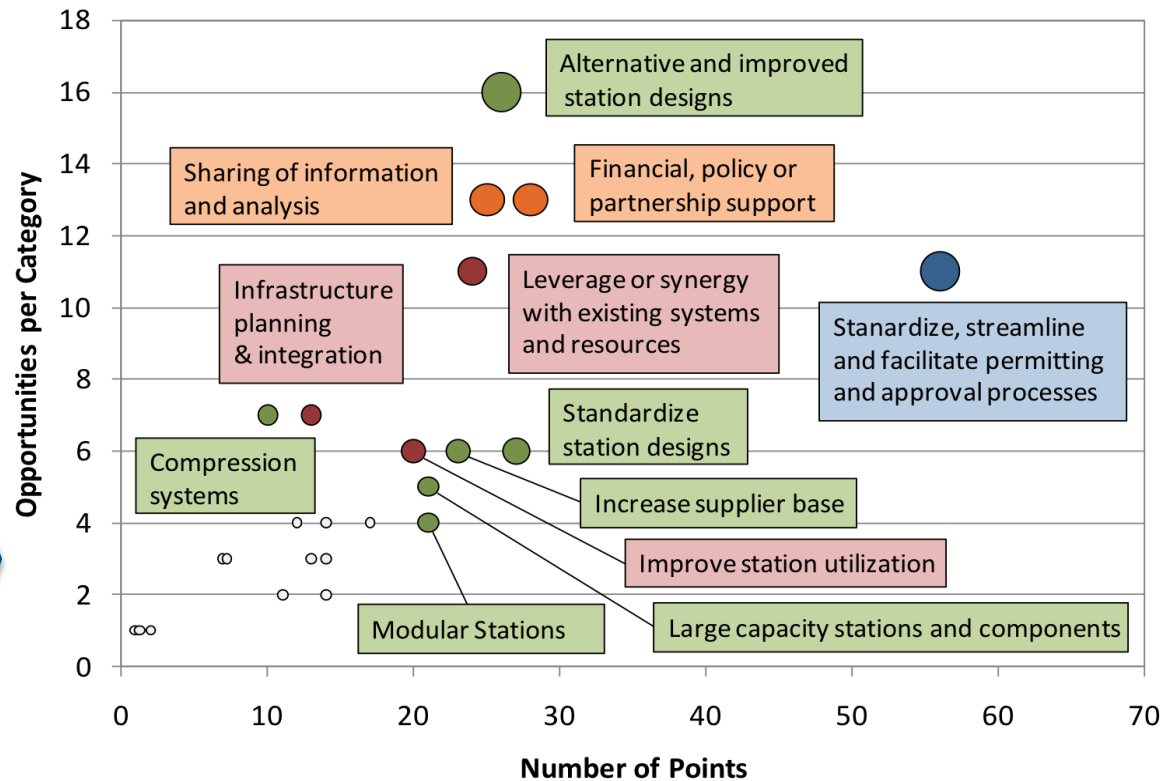 18
16
14
12
10
8
6
4
2
0
Opportunities per Category
Alternative and improved
station designs
Sharing of information
and analysis
Financial, policy or
partnership support
Infrastructure
planning
& integration
Leverage or synergy
with existing systems
and resources
Stanardize, streamline
and facilitate permitting
and approval processes
Standardize
station designs
Compression
systems
Increase supplier base
Improve station utilization
Modular Stations
Large capacity stations and components
0 10 20 30 40 50 60 70
Number of Points